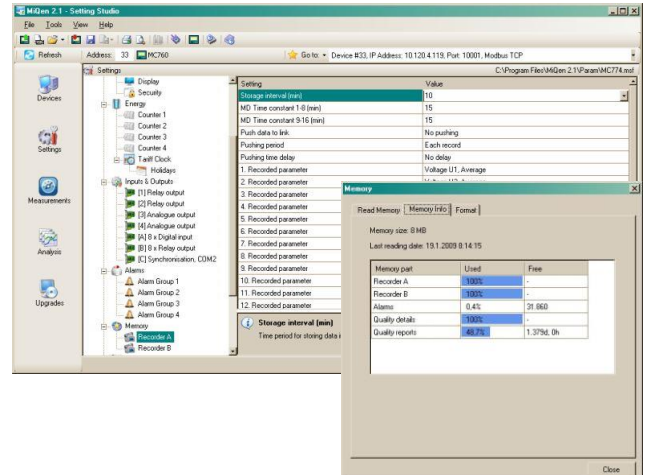 MiQen 2.1 - Setting Studio
File Tools View Help
Refresh Address: 33 MC760 Go to: Device #33, IP Address: 10.120.4.119, Port: 10001, Modbus TCP
Settings C:\Program Files\MiQen 2.1\Param\MC774.msf
Devices
Settings
Measurements
Analysis
Upgrades
Display
Security
Energy
Counter 1
Counter 2
Counter 3
Counter 4
Tariff Clock
Holidays
Inputs & Outputs
[1] Relay output
[2] Relay output
[3] Analogue output
[4] Analogue output
[A] 8 x Digital input
[B] 8 x Relay output
[C] Synchronisation, COM2
Alarms
Alarm Group 1
Alarm Group 2
Alarm Group 3
Alarm Group 4
Memory
Recorder A
Recorder B
Setting Value
Storage interval (min) 10
MD Time constant 1-8 (min) 15
MD Time constant 9-16 (min) 15
Push data to link No pushing
Pushing period Each record
Pushing time delay No delay
1. Recorded parameter Voltage U1, Average
2. Recorded parameter
3. Recorded parameter
4. Recorded parameter
5. Recorded parameter
6. Recorded parameter
7. Recorded parameter
8. Recorded parameter
9. Recorded parameter
10. Recorded parameter
11. Recorded parameter
12. Recorded parameter
Storage interval (min)
Time period for storing data i
Memory
Read Memory Memory Info Format
Memory size: 8 MB
Last reading date: 19.1.2009 8:14:15
Memory part Used Free
Recorder A 100% -
Recorder B 100% -
Alarms 0,4% 31.860
Quality details 100% -
Quality reports 48,7% 1.379d, 0h
Close